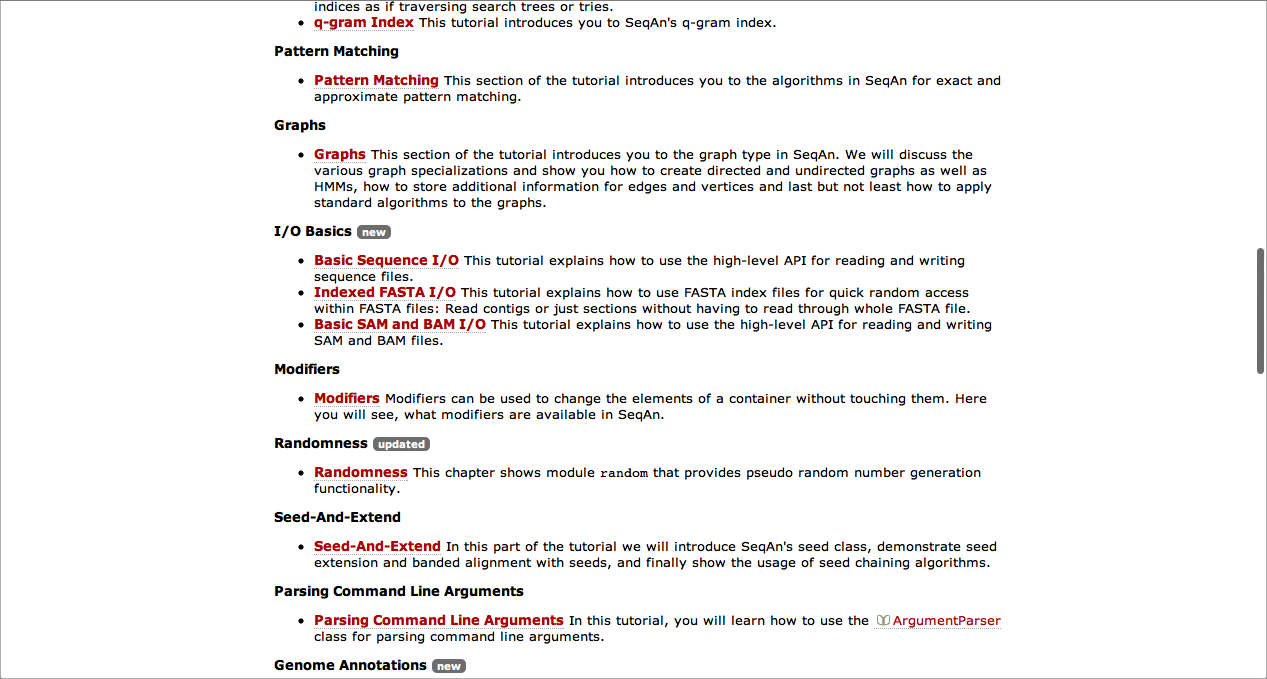 indices as if traversing search trees or tries.
q-gram Index This tutorial introduces you to SeqAn's q-gram index.
Pattern Matching
Pattern Matching This section of the tutorial introduces you to the algorithms in SeqAn for exact and
approximate pattern matching.
Graphs
Graphs This section of the tutorial introduces you to the graph type in SeqAn. We will discuss the
various graph specializations and show you how to create directed and undirected graphs as well as
HMMs, how to store additional information for edges and vertices and last but not least how to apply
standard algorithms to the graphs.
I/O Basics new
Basic Sequence I/O This tutorial explains how to use the high-level API for reading and writing
sequence files.
Indexed FASTA I/O This tutorial explains how to use FASTA index files for quick random access
within FASTA files: Read contigs or just sections without having to read through whole FASTA file.
Basic SAM and BAM I/O This tutorial explains how to use the high-level API for reading and writing
SAM and BAM files.
Modifiers
Modifiers Modifiers can be used to change the elements of a container without touching them. Here
you will see, what modifiers are available in SeqAn.
Randomness updated
Randomness This chapter shows module random that provides pseudo random number generation
functionality.
Seed-And-Extend
Seed-And-Extend In this part of the tutorial we will introduce SeqAn's seed class, demonstrate seed
extension and banded alignment with seeds, and finally show the usage of seed chaining algorithms.
Parsing Command Line Arguments
Parsing Command Line Arguments In this tutorial, you will learn how to use the ArgumentParser
class for parsing command line arguments.
Genome Annotations new